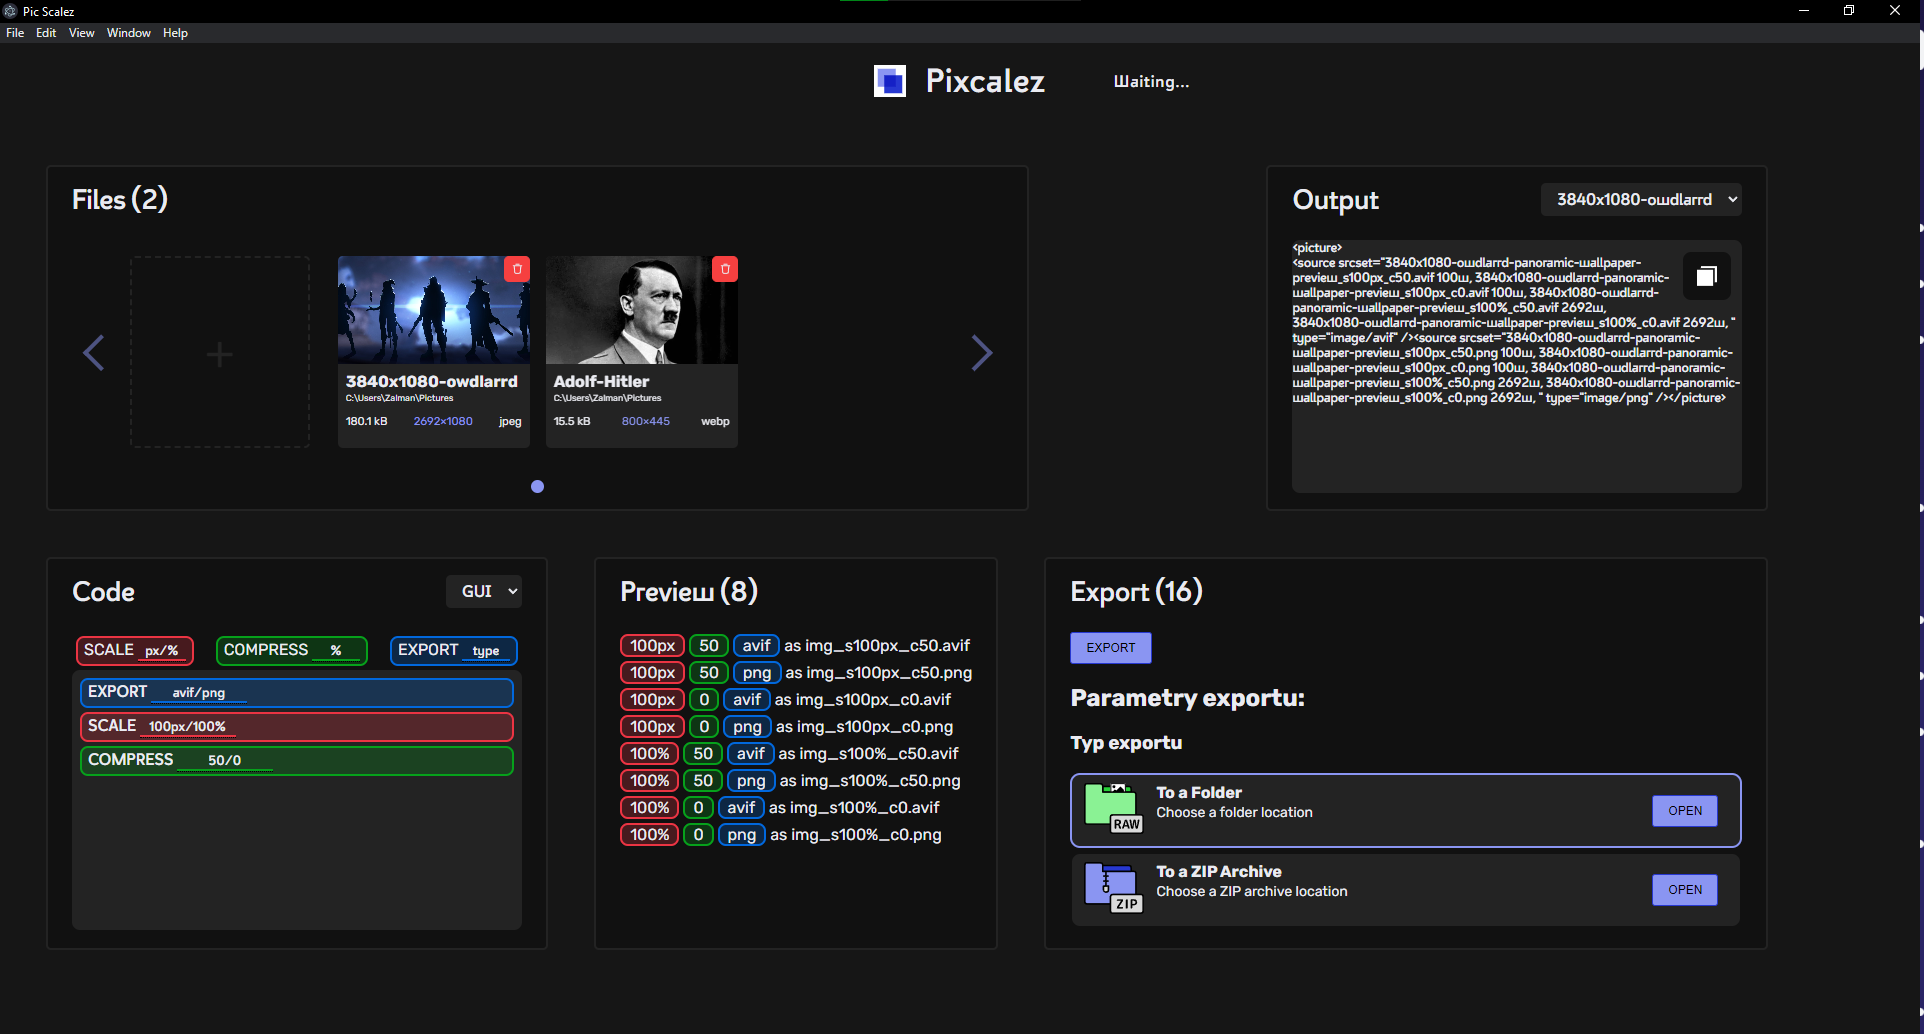 Pic Scalez
File Edit View Window Help
Pixcalez
Waiting...
Files (2)
3840x1080-owdlarrd
C:\Users\Zalman\Pictures
180.1 kB 2692×1080 jpeg
Adolf-Hitler
C:\Users\Zalman\Pictures
15.5 kB 800×445 webp
Output
3840x1080-owdlarrd
<picture>
<source srcset="3840x1080-owdlarrd-panoramic-wallpaper-
preview_s100px_c50.avif 100w, 3840x1080-owdlarrd-panoramic-
wallpaper-preview_s100px_c0.avif 100w, 3840x1080-owdlarrd-
panoramic-wallpaper-preview_s100%_c50.avif 2692w,
3840x1080-owdlarrd-panoramic-wallpaper-preview_s100%_c0.avif 2692w, "
type="image/avif" /><source srcset="3840x1080-owdlarrd-panoramic-
wallpaper-preview_s100px_c50.png 100w, 3840x1080-owdlarrd-panoramic-
wallpaper-preview_s100px_c0.png 100w, 3840x1080-owdlarrd-panoramic-
wallpaper-preview_s100%_c50.png 2692w, 3840x1080-owdlarrd-panoramic-
wallpaper-preview_s100%_c0.png 2692w, " type="image/png" /></picture>
Code
GUI
SCALE px/% COMPRESS % EXPORT type
EXPORT avif/png
SCALE 100px/100%
COMPRESS 50/0
Preview (8)
100px 50 avif as img_s100px_c50.avif
100px 50 png as img_s100px_c50.png
100px 0 avif as img_s100px_c0.avif
100px 0 png as img_s100px_c0.png
100% 50 avif as img_s100%_c50.avif
100% 50 png as img_s100%_c50.png
100% 0 avif as img_s100%_c0.avif
100% 0 png as img_s100%_c0.png
Export (16)
EXPORT
Parametry exportu:
Typ exportu
RAW
To a Folder
Choose a folder location
OPEN
ZIP
To a ZIP Archive
Choose a ZIP archive location
OPEN